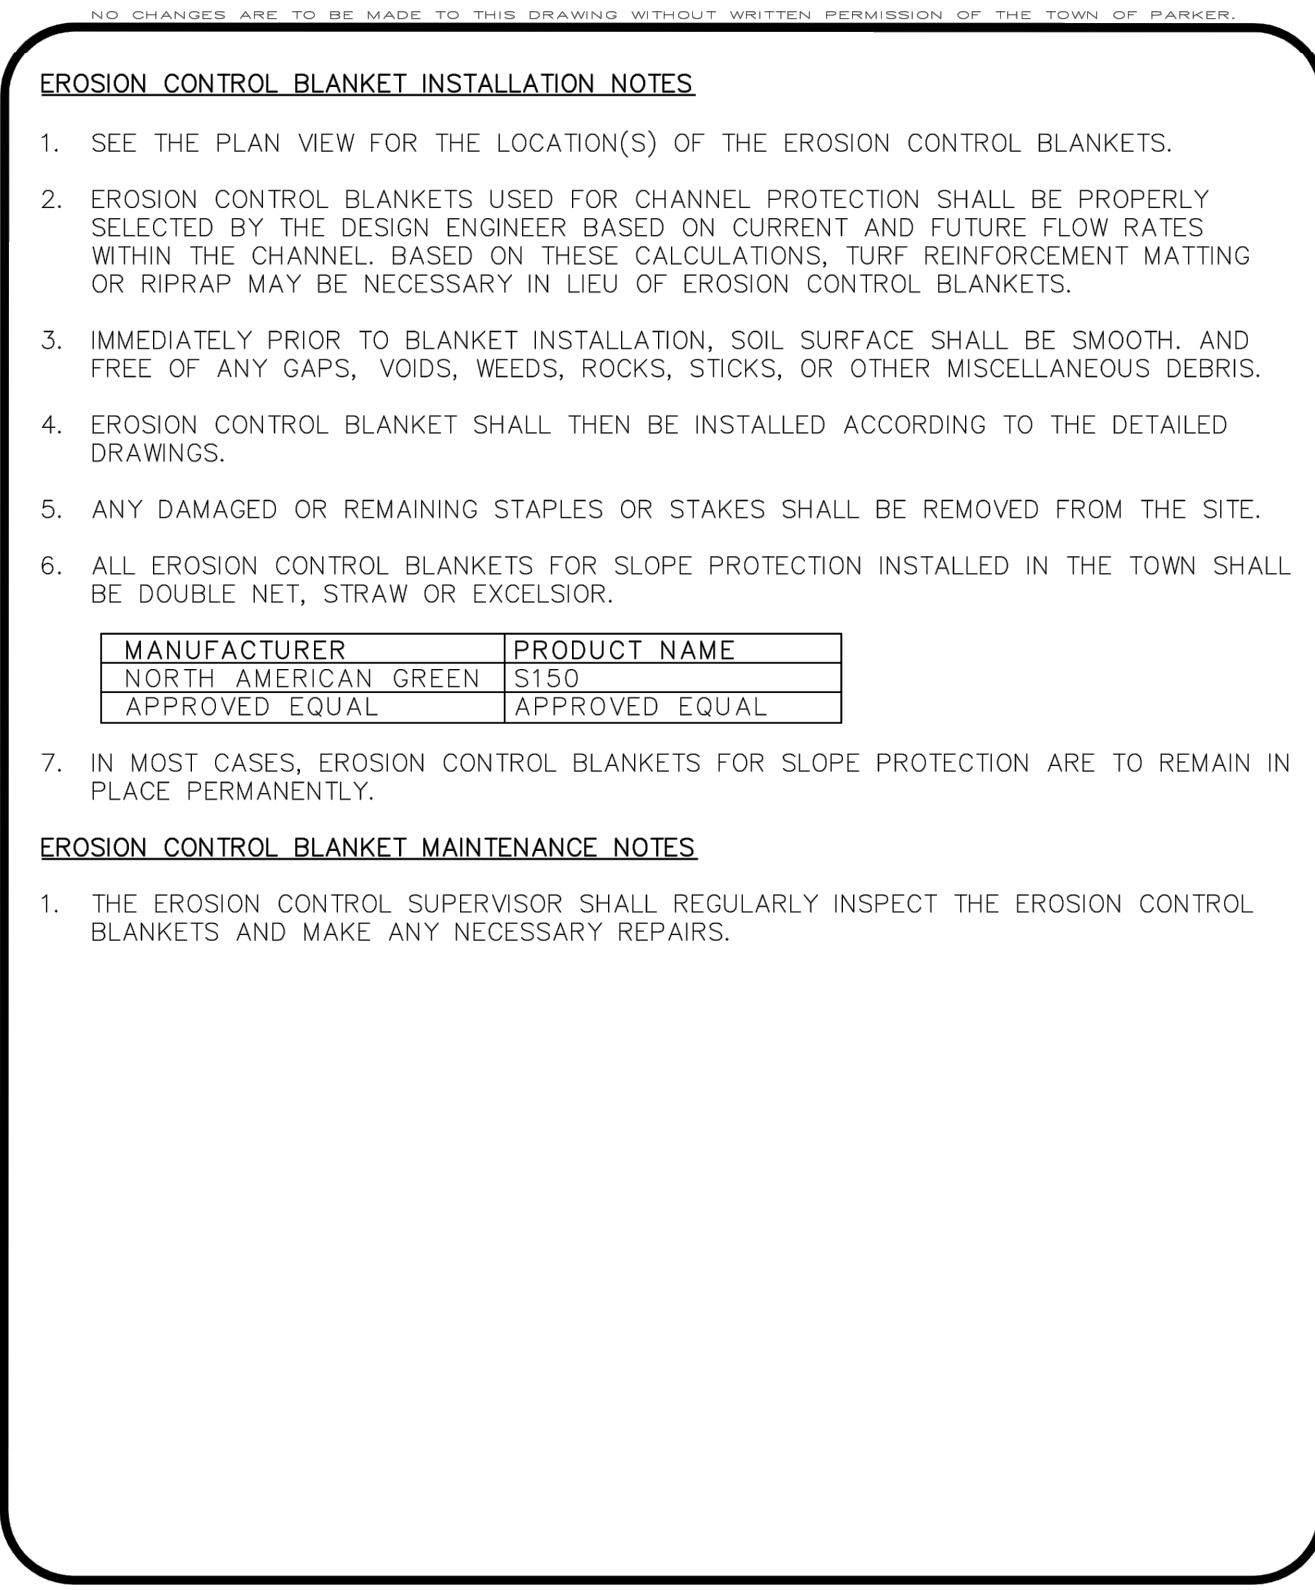 NO CHANGES ARE TO BE MADE TO THIS DRAWING WITHOUT WRITTEN PERMISSION OF THE TOWN OF PARKER.
EROSION CONTROL BLANKET INSTALLATION NOTES
1. SEE THE PLAN VIEW FOR THE LOCATION(S) OF THE EROSION CONTROL BLANKETS.
2. EROSION CONTROL BLANKETS USED FOR CHANNEL PROTECTION SHALL BE PROPERLY
SELECTED BY THE DESIGN ENGINEER BASED ON CURRENT AND FUTURE FLOW RATES
WITHIN THE CHANNEL. BASED ON THESE CALCULATIONS, TURF REINFORCEMENT MATTING
OR RIPRAP MAY BE NECESSARY IN LIEU OF EROSION CONTROL BLANKETS.
3. IMMEDIATELY PRIOR TO BLANKET INSTALLATION, SOIL SURFACE SHALL BE SMOOTH. AND
FREE OF ANY GAPS, VOIDS, WEEDS, ROCKS, STICKS, OR OTHER MISCELLANEOUS DEBRIS.
4. EROSION CONTROL BLANKET SHALL THEN BE INSTALLED ACCORDING TO THE DETAILED
DRAWINGS.
5. ANY DAMAGED OR REMAINING STAPLES OR STAKES SHALL BE REMOVED FROM THE SITE.
6. ALL EROSION CONTROL BLANKETS FOR SLOPE PROTECTION INSTALLED IN THE TOWN SHALL
BE DOUBLE NET, STRAW OR EXCELSIOR.
MANUFACTURER PRODUCT NAME
NORTH AMERICAN GREEN S150
APPROVED EQUAL APPROVED EQUAL
7. IN MOST CASES, EROSION CONTROL BLANKETS FOR SLOPE PROTECTION ARE TO REMAIN IN
PLACE PERMANENTLY.
EROSION CONTROL BLANKET MAINTENANCE NOTES
1. THE EROSION CONTROL SUPERVISOR SHALL REGULARLY INSPECT THE EROSION CONTROL
BLANKETS AND MAKE ANY NECESSARY REPAIRS.